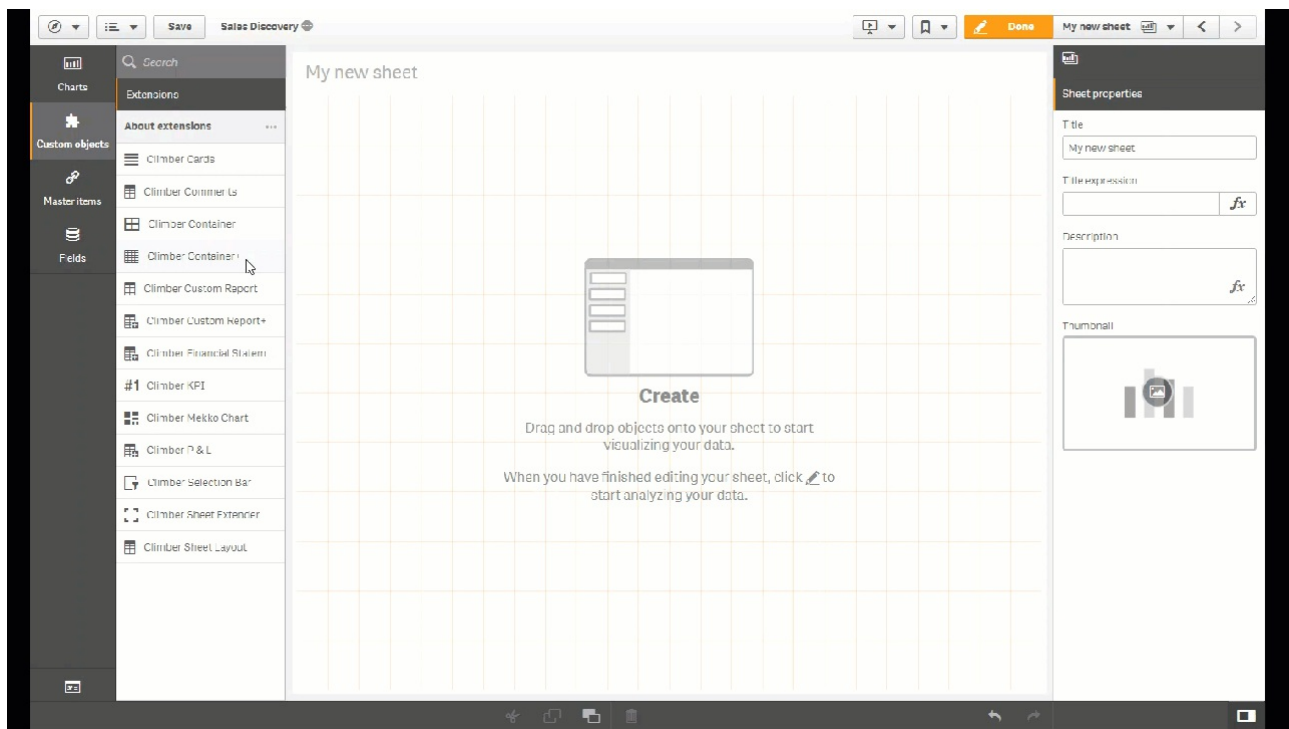 Save
Sales Discovery
Done
My new sheet
Charts
Custom objects
Master items
Fields
Search
Extensions
About extensions
Climber Cards
Climber Comments
Climber Container
Climber Container+
Climber Custom Report
Climber Custom Report+
Climber Financial Statem
#1 Climber KPI
Climber Mekko Chart
Climber P & L
Climber Selection Bar
Climber Sheet Extender
Climber Sheet Layout
My new sheet
Create
Drag and drop objects onto your sheet to start
visualizing your data.
When you have finished editing your sheet, click to
start analyzing your data.
Sheet properties
Title
My new sheet
Title expression
fx
Description
fx
Thumbnail